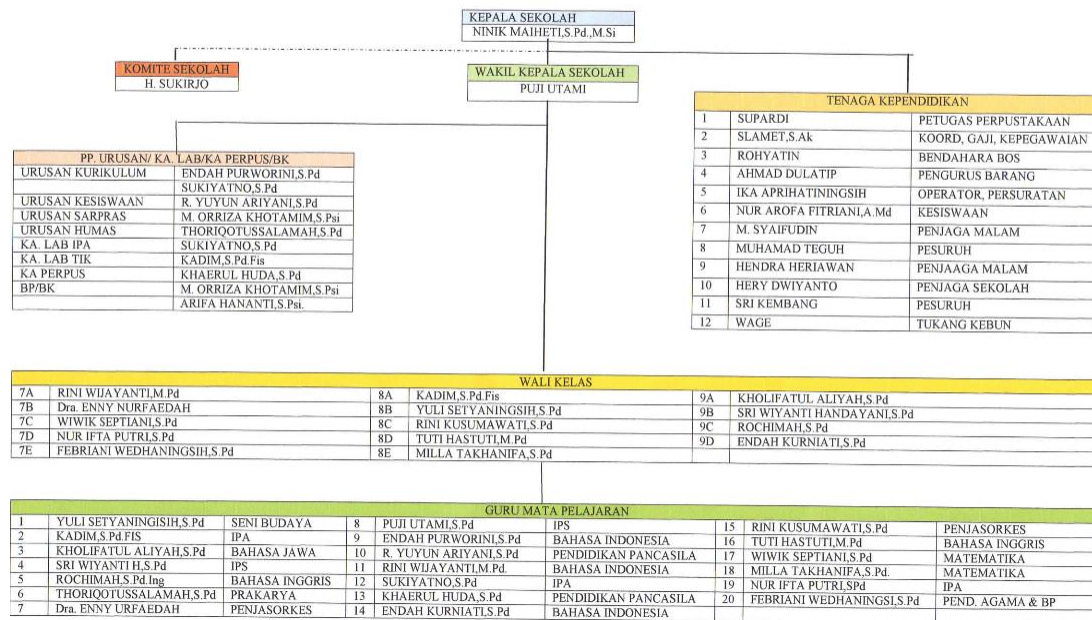 KEPALA SEKOLAH
NINIK MAIHETI,S.Pd.,M.Si
KOMITE SEKOLAH
H. SUKIRJO
WAKIL KEPALA SEKOLAH
PUJI UTAMI
TENAGA KEPENDIDIKAN
1 SUPARDI PETUGAS PERPUSTAKAAN
2 SLAMET,S.Ak KOORD, GAJI, KEPEGAWAIAN
3 ROHYATIN BENDAHARA BOS
4 AHMAD DULATIP PENGURUS BARANG
5 IKA APRIHATININGSIH OPERATOR, PERSURATAN
6 NUR AROFA FITRIANI,A.Md KESISWAAN
7 M. SYAIFUDIN PENJAGA MALAM
8 MUHAMAD TEGUH PESURUH
9 HENDRA HERIAWAN PENJAAGA MALAM
10 HERY DWIYANTO PENJAGA SEKOLAH
11 SRI KEMBANG PESURUH
12 WAGE TUKANG KEBUN
PP. URUSAN/ KA. LAB/KA PERPUS/BK
URUSAN KURIKULUM ENDAH PURWORINI,S.Pd
SUKIYATNO,S.Pd
URUSAN KESISWAAN R. YUYUN ARIYANI,S.Pd
URUSAN SARPRAS M. ORRIZA KHOTAMIM,S.Psi
URUSAN HUMAS THORIQOTUSSALAMAH,S.Pd
KA. LAB IPA SUKIYATNO,S.Pd
KA. LAB TIK KADIM,S.Pd.Fis
KA PERPUS KHAERUL HUDA,S.Pd
BP/BK M. ORRIZA KHOTAMIM,S.Psi
ARIFA HANANTI,S.Psi.
WALI KELAS
7A RINI WIJAYANTI,M.Pd 8A KADIM,S.Pd.Fis 9A KHOLIFATUL ALIYAH,S.Pd
7B Dra. ENNY NURFAEDAH 8B YULI SETYANINGSIH,S.Pd 9B SRI WIYANTI HANDAYANI,S.Pd
7C WIWIK SEPTIANI,S.Pd 8C RINI KUSUMAWATI,S.Pd 9C ROCHIMAH,S.Pd
7D NUR IFTA PUTRI,S.Pd 8D TUTI HASTUTI,M.Pd 9D ENDAH KURNIATI,S.Pd
7E FEBRIANI WEDHANINGSIH,S.Pd 8E MILLA TAKHANIFA,S.Pd
GURU MATA PELAJARAN
1 YULI SETYANINGISIH,S.Pd SENI BUDAYA 8 PUJI UTAMI,S.Pd IPS 15 RINI KUSUMAWATI,S.Pd PENJASORKES
2 KADIM,S.Pd.FIS IPA 9 ENDAH PURWORINI,S.Pd BAHASA INDONESIA 16 TUTI HASTUTI,M.Pd BAHASA INGGRIS
3 KHOLIFATUL ALIYAH,S.Pd BAHASA JAWA 10 R. YUYUN ARIYANI,S.Pd PENDIDIKAN PANCASILA 17 WIWIK SEPTIANI,S.Pd MATEMATIKA
4 SRI WIYANTI H,S.Pd IPS 11 RINI WIJAYANTI,M.Pd. BAHASA INDONESIA 18 MILLA TAKHANIFA,S.Pd. MATEMATIKA
5 ROCHIMAH,S.Pd.Ing BAHASA INGGRIS 12 SUKIYATNO,S.Pd IPA 19 NUR IFTA PUTRI,SPd IPA
6 THORIQOTUSSALAMAH,S.Pd PRAKARYA 13 KHAERUL HUDA,S.Pd PENDIDIKAN PANCASILA 20 FEBRIANI WEDHANINGSI,S.Pd PEND. AGAMA & BP
7 Dra. ENNY URFAEDAH PENJASORKES 14 ENDAH KURNIATI,S.Pd BAHASA INDONESIA